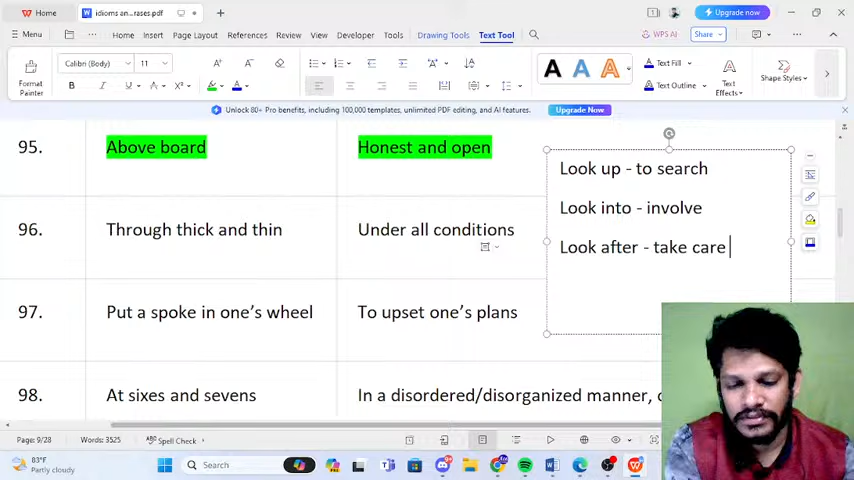 Home
idioms an...rases.pdf
Upgrade now
Menu
Home Insert Page Layout References Review View Developer Tools Drawing Tools Text Tool WPS AI Share
Calibri (Body) 11
Format Painter
B I U A X² A
A A A
Text Fill
Text Outline
Text Effects
Shape Styles
Unlock 80+ Pro benefits, including 100,000 templates, unlimited PDF editing, and AI features. Upgrade Now
95. Above board Honest and open
Look up - to search
96. Through thick and thin Under all conditions
Look into - involve
Look after - take care
97. Put a spoke in one's wheel To upset one's plans
98. At sixes and sevens In a disordered/disorganized manner,
Page: 9/28 Words: 3525 Spell Check
83°F
Partly cloudy
Search